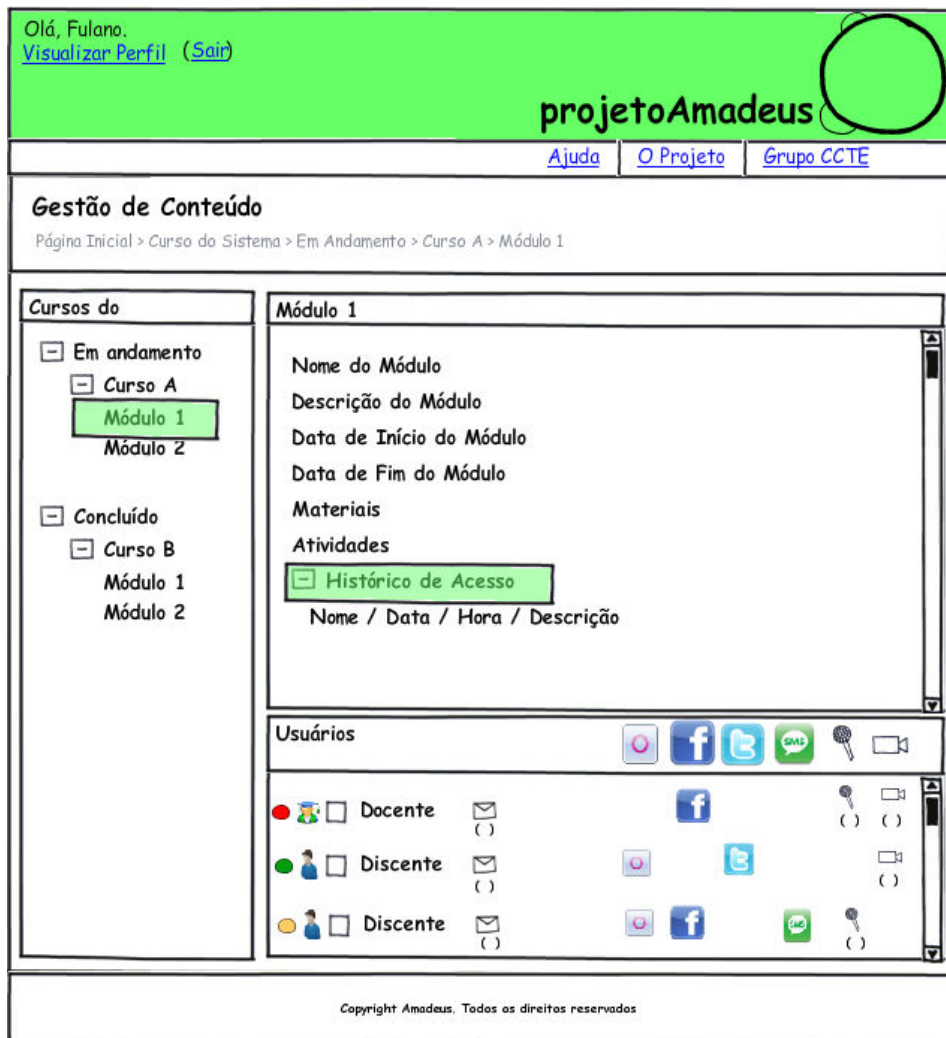 Olá, Fulano.
Visualizar Perfil (Sair)
projetoAmadeus
Ajuda O Projeto Grupo CCTE
Gestão de Conteúdo
Página Inicial > Curso do Sistema > Em Andamento > Curso A > Módulo 1
Cursos do
Em andamento
Curso A
Módulo 1
Módulo 2
Concluído
Curso B
Módulo 1
Módulo 2
Módulo 1
Nome do Módulo
Descrição do Módulo
Data de Início do Módulo
Data de Fim do Módulo
Materiais
Atividades
Histórico de Acesso
Nome / Data / Hora / Descrição
Usuários
SMS
Docente
( ) ( ) ( )
Discente
( ) ( )
Discente
SMS
( ) ( )
Copyright Amadeus. Todos os direitos reservados